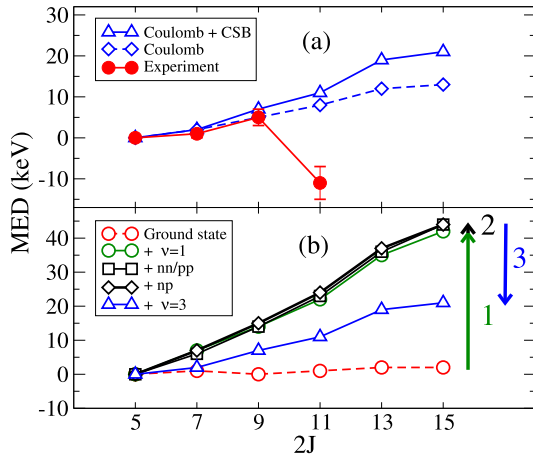 30
20
10
0
-10
Coulomb + CSB
Coulomb
Experiment
(a)
MED (keV)
40
30
20
10
0
-10
Ground state
+ ν=1
+ nn/pp
+ np
+ ν=3
(b)
2
3
1
5 7 9 11 13 15
2J